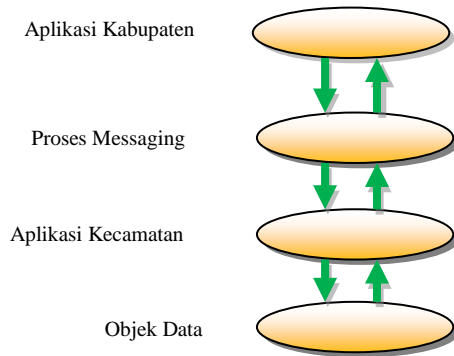 Aplikasi Kabupaten
Proses Messaging
Aplikasi Kecamatan
Objek Data